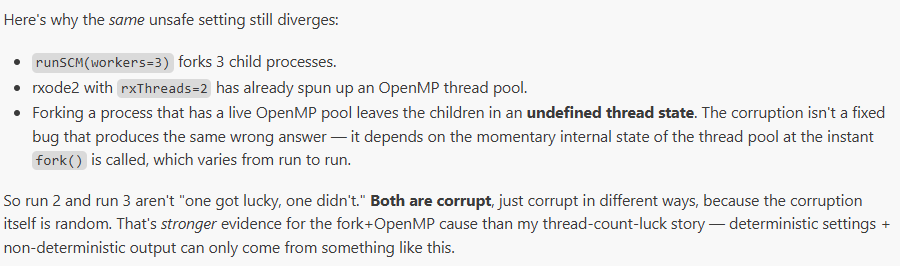 Here's why the same unsafe setting still diverges:
• runSCM(workers=3) forks 3 child processes.
• rxode2 with rxThreads=2 has already spun up an OpenMP thread pool.
• Forking a process that has a live OpenMP pool leaves the children in an undefined thread state. The corruption isn't a fixed
bug that produces the same wrong answer — it depends on the momentary internal state of the thread pool at the instant
fork() is called, which varies from run to run.
So run 2 and run 3 aren't "one got lucky, one didn't." Both are corrupt, just corrupt in different ways, because the corruption
itself is random. That's stronger evidence for the fork+OpenMP cause than my thread-count-luck story — deterministic settings +
non-deterministic output can only come from something like this.